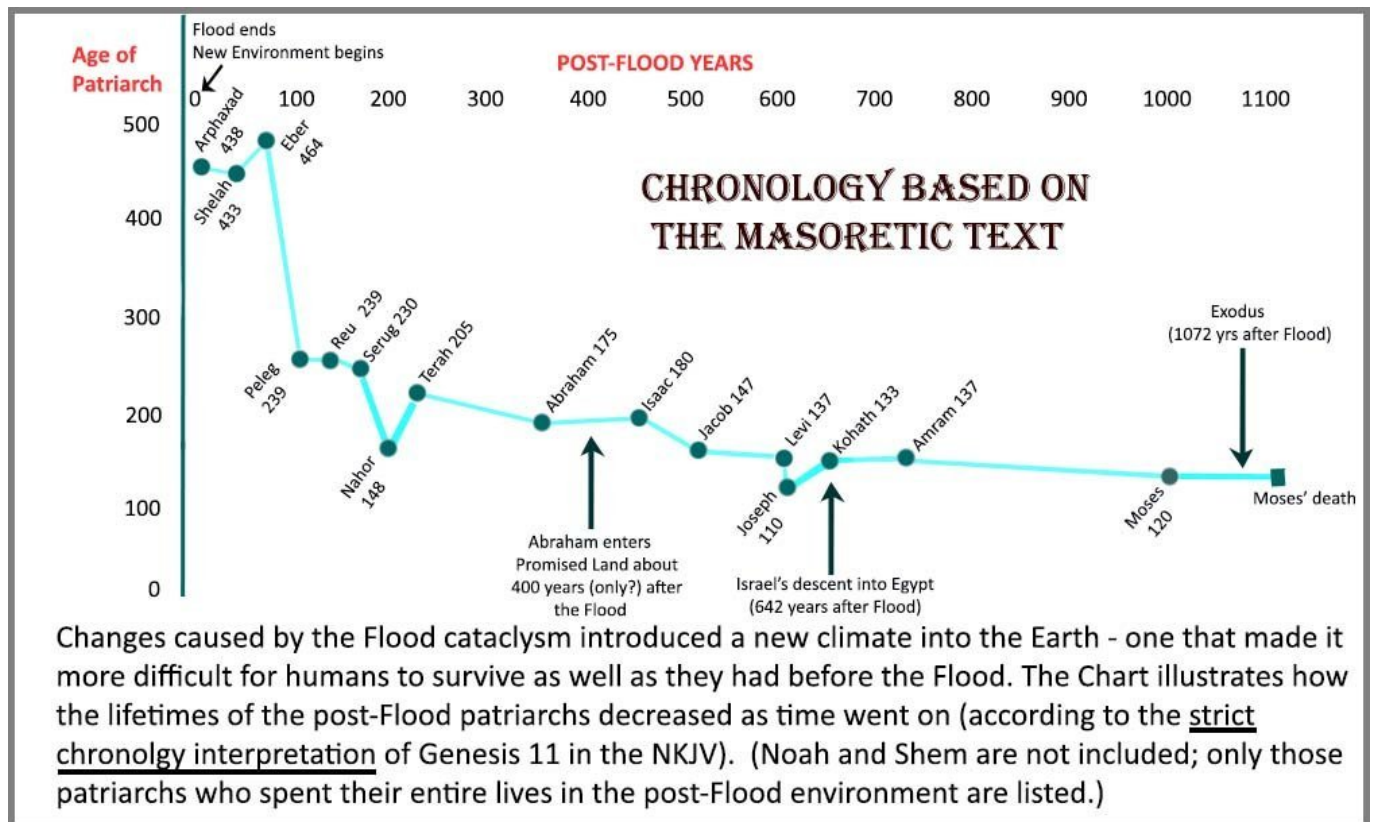 Flood ends
New Environment begins
Age of
Patriarch
POST-FLOOD YEARS
0 100 200 300 400 500 600 700 800 900 1000 1100
500
400
300
200
100
0
Arphaxad
438
Shelah
433
Eber
464
CHRONOLOGY BASED ON
THE MASORETIC TEXT
Peleg
239
Reu 239
Serug 230
Nahor
148
Terah 205
Abraham 175
Isaac 180
Jacob 147
Levi 137
Joseph
110
Kohath 133
Amram 137
Moses
120
Exodus
(1072 yrs after Flood)
Moses' death
Abraham enters
Promised Land about
400 years (only?) after
the Flood
Israel's descent into Egypt
(642 years after Flood)
Changes caused by the Flood cataclysm introduced a new climate into the Earth - one that made it
more difficult for humans to survive as well as they had before the Flood. The Chart illustrates how
the lifetimes of the post-Flood patriarchs decreased as time went on (according to the strict
chronolgy interpretation of Genesis 11 in the NKJV). (Noah and Shem are not included; only those
patriarchs who spent their entire lives in the post-Flood environment are listed.)